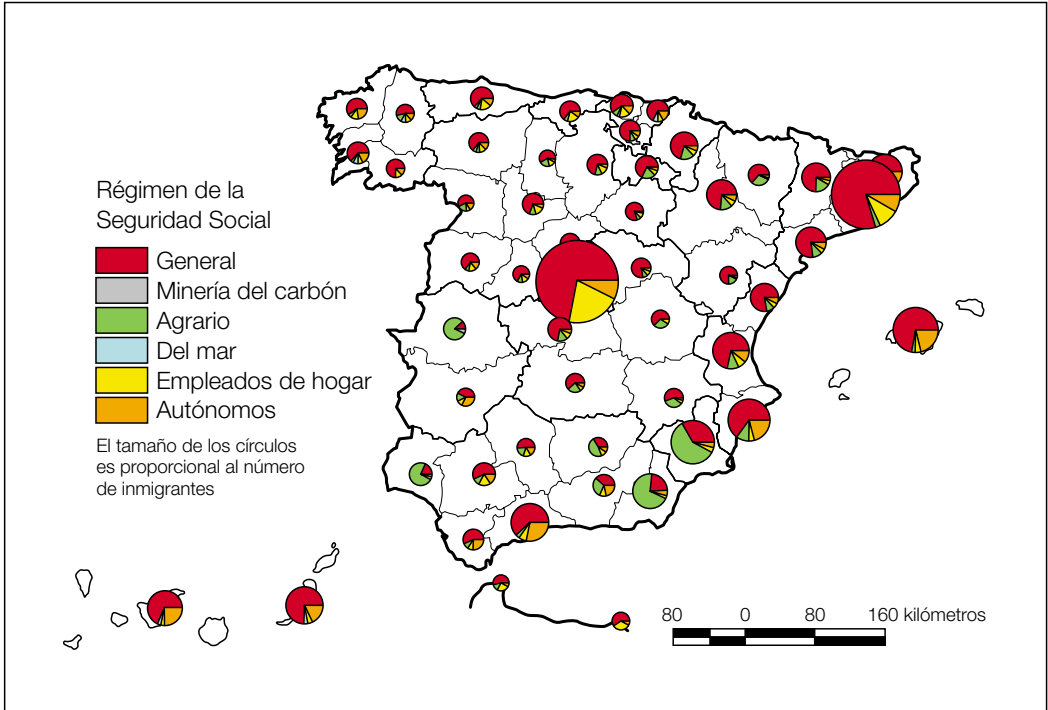 Régimen de la
Seguridad Social
General
Minería del carbón
Agrario
Del mar
Empleados de hogar
Autónomos
El tamaño de los círculos
es proporcional al número
de inmigrantes
80 0 80 160 kilómetros